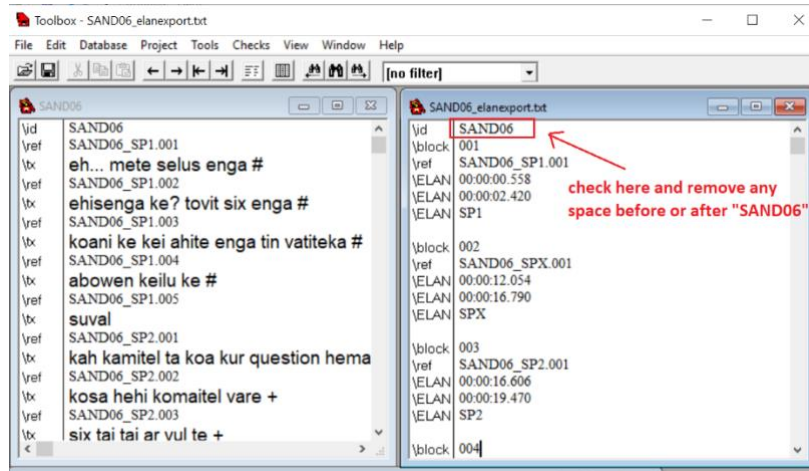 Toolbox - SAND06_elanexport.txt
File Edit Database Project Tools Checks View Window Help
[no filter]
SAND06
\id SAND06
\ref SAND06_SP1.001
\tx eh... mete selus enga #
\ref SAND06_SP1.002
\tx ehisenga ke? tovit six enga #
\ref SAND06_SP1.003
\tx koani ke kei ahite enga tin vatiteka #
\ref SAND06_SP1.004
\tx abowen keilu ke #
\ref SAND06_SP1.005
\tx suval
\ref SAND06_SP2.001
\tx kah kamitel ta koa kur question hema
\ref SAND06_SP2.002
\tx kosa hehi komaitel vare +
\ref SAND06_SP2.003
\tx six tai tai ar vul te +
SAND06_elanexport.txt
\id SAND06
\block 001
\ref SAND06_SP1.001
\ELAN 00:00:00.558
\ELAN 00:00:02.420
\ELAN SP1
\block 002
\ref SAND06_SPX.001
\ELAN 00:00:12.054
\ELAN 00:00:16.790
\ELAN SPX
\block 003
\ref SAND06_SP2.001
\ELAN 00:00:16.606
\ELAN 00:00:19.470
\ELAN SP2
\block 004
check here and remove any
space before or after "SAND06"